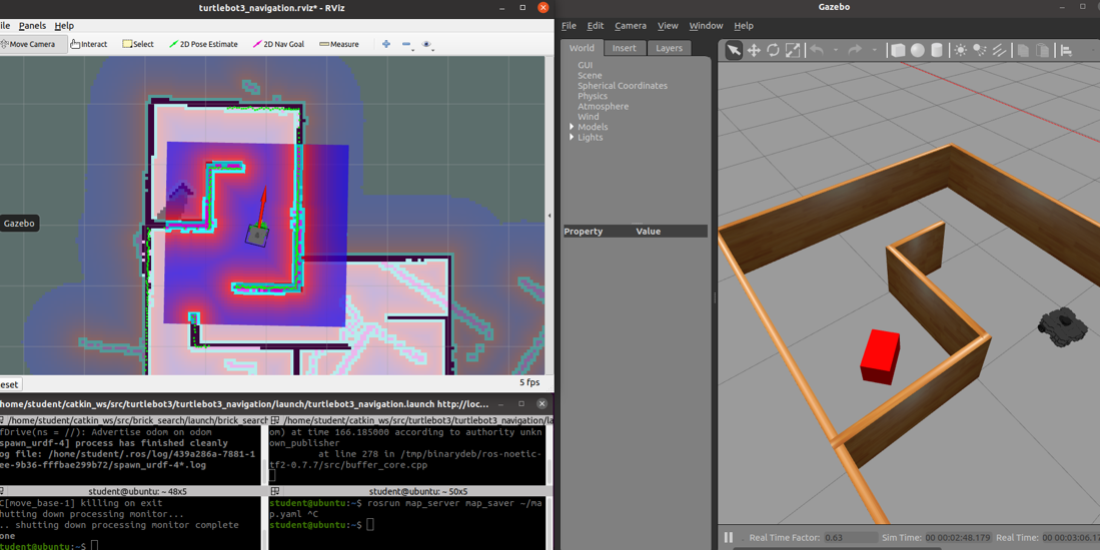 turtlebot3_navigation.rviz* - RViz
ile Panels Help
Move Camera Interact Select 2D Pose Estimate 2D Nav Goal Measure
Gazebo
eset
5 fps
/home/student/catkin_ws/src/turtlebot3/turtlebot3_navigation/launch/turtlebot3_navigation.launch http://loc...
/home/student/catkin_ws/src/brick_search/launch/brick_search
fDrive(ns = //): Advertise odom on odom
spawn_urdf-4] process has finished cleanly
og file: /home/student/.ros/log/439a286a-7881-1
ee-9b36-fffbae299b72/spawn_urdf-4*.log
/home/student/catkin_ws/src/turtlebot3/turtlebot3_navigation/la
om) at time 166.185000 according to authority unkn
own_publisher
at line 278 in /tmp/binarydeb/ros-noetic-
tf2-0.7.7/src/buffer_core.cpp
student@ubuntu: ~ 48x5
C[move_base-1] killing on exit
hutting down processing monitor...
.. shutting down processing monitor complete
one
student@ubuntu:~$
student@ubuntu: ~ 50x5
student@ubuntu:~$ rosrun map_server map_saver ~/ma
p.yaml ^C
student@ubuntu:~$
Gazebo
File Edit Camera View Window Help
World Insert Layers
GUI
Scene
Spherical Coordinates
Physics
Atmosphere
Wind
Models
Lights
Property Value
Real Time Factor: 0.63 Sim Time: 00 00:02:48.179 Real Time: 00 00:03:06.17